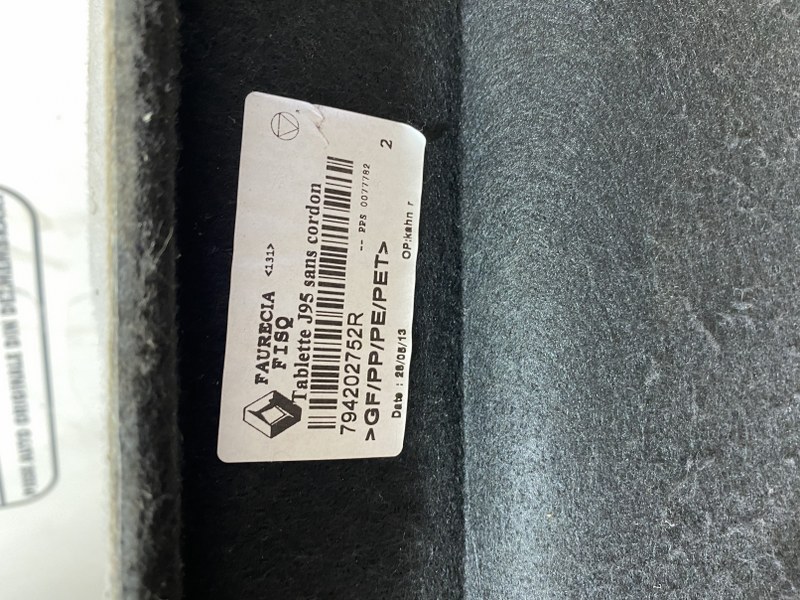 FAURECIA <131>
FISQ
Tablette J95 sans cordon
-- PPS 0077782
794202752R
>GF/PP/PE/PET>
2
Date : 28/05/13
OP:kahn r